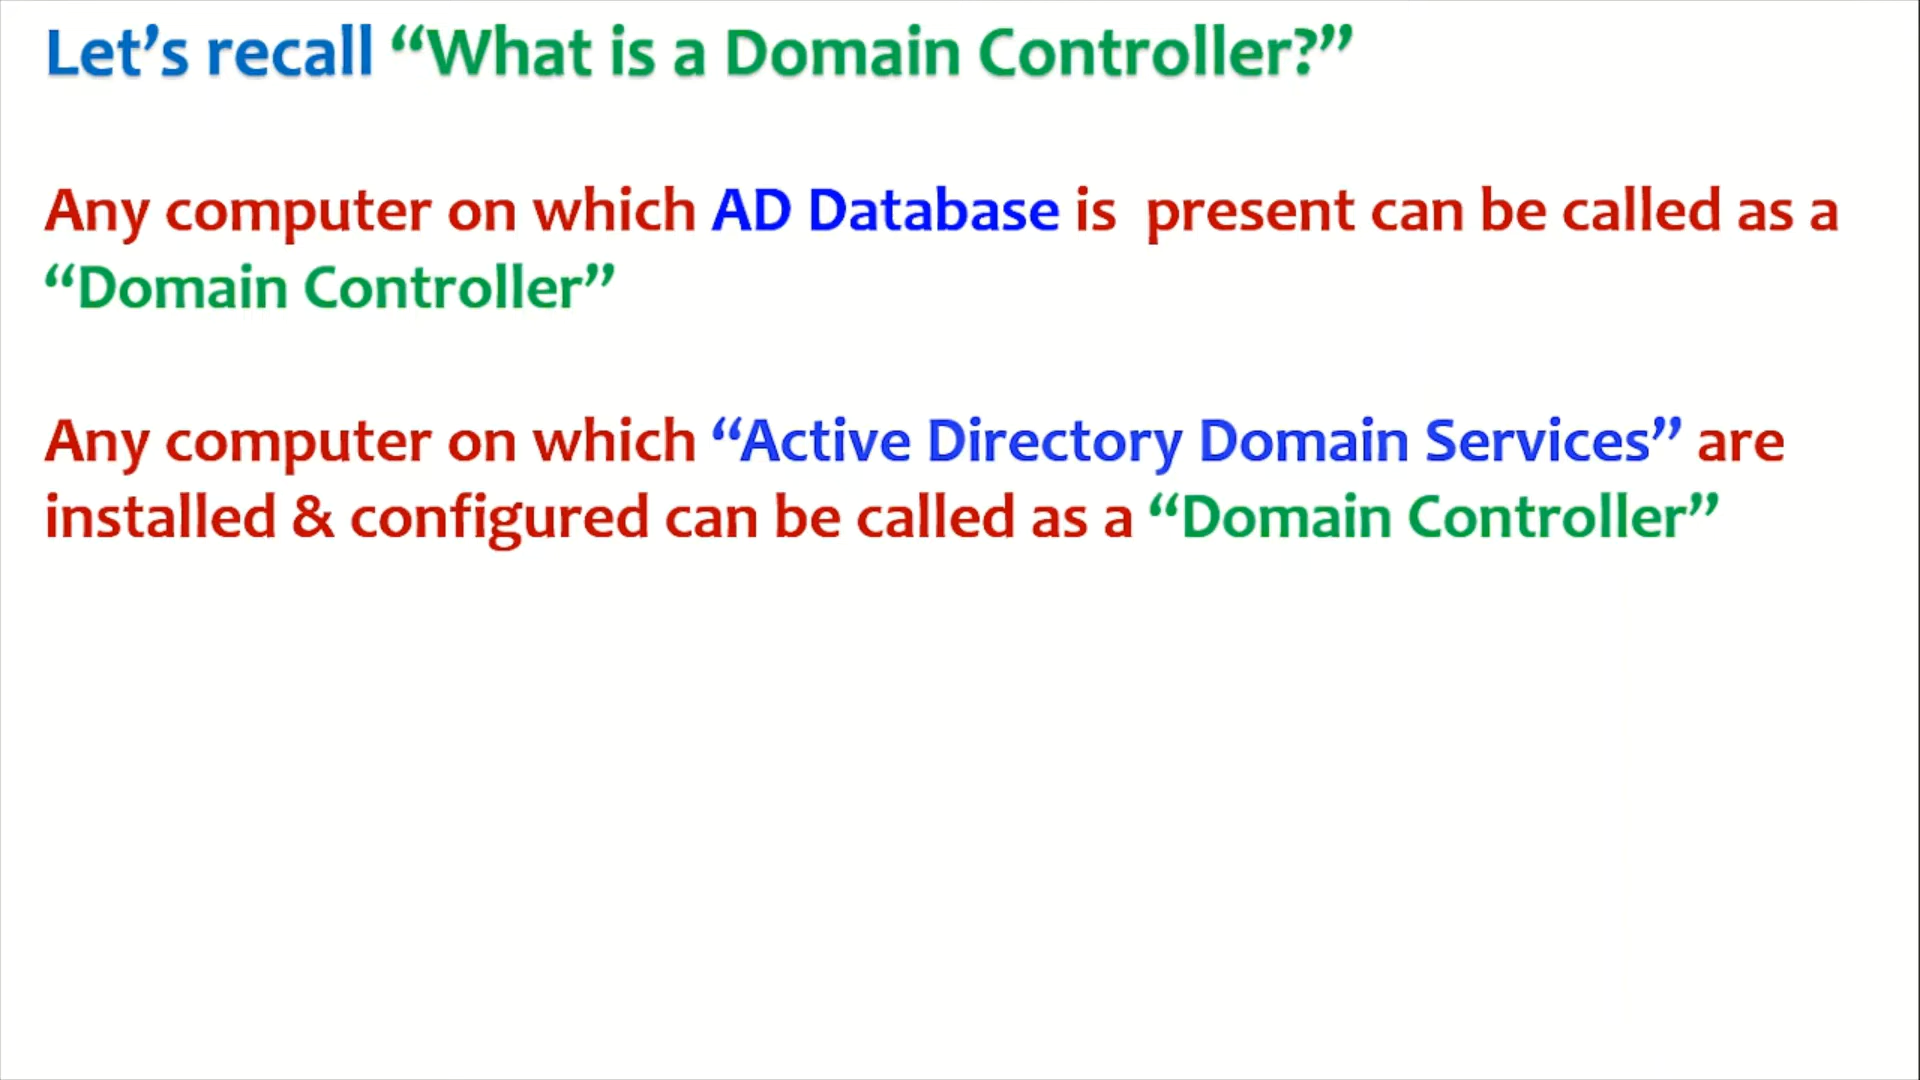 Let’s recall “What is a Domain Controller?”
Any computer on which AD Database is  present can be called as a
“Domain Controller”
Any computer on which “Active Directory Domain Services” are
installed & configured can be called as a “Domain Controller”